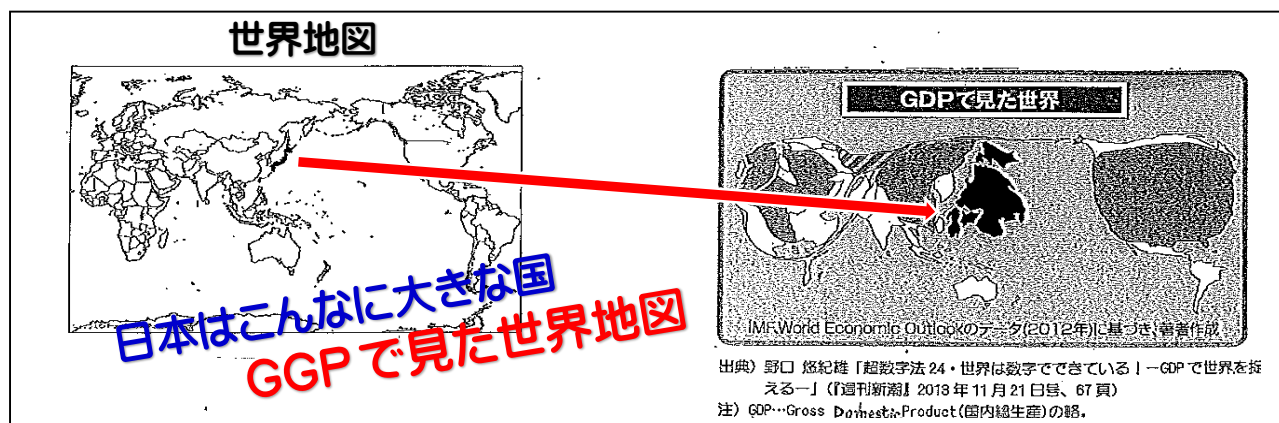 世界地図
日本はこんなに大きな国
GGPで見た世界地図
GDPで見た世界
IMF World Economic Outlookのデータ(2012年)に基づき、著者作成
出典) 野口 悠紀雄「超数字法 24・世界は数字でできている！－GDPで世界を捉
える－」(『週刊新潮』2013年11月21日号、67頁)
注) GDP…Gross Domestic Product(国内総生産)の略。